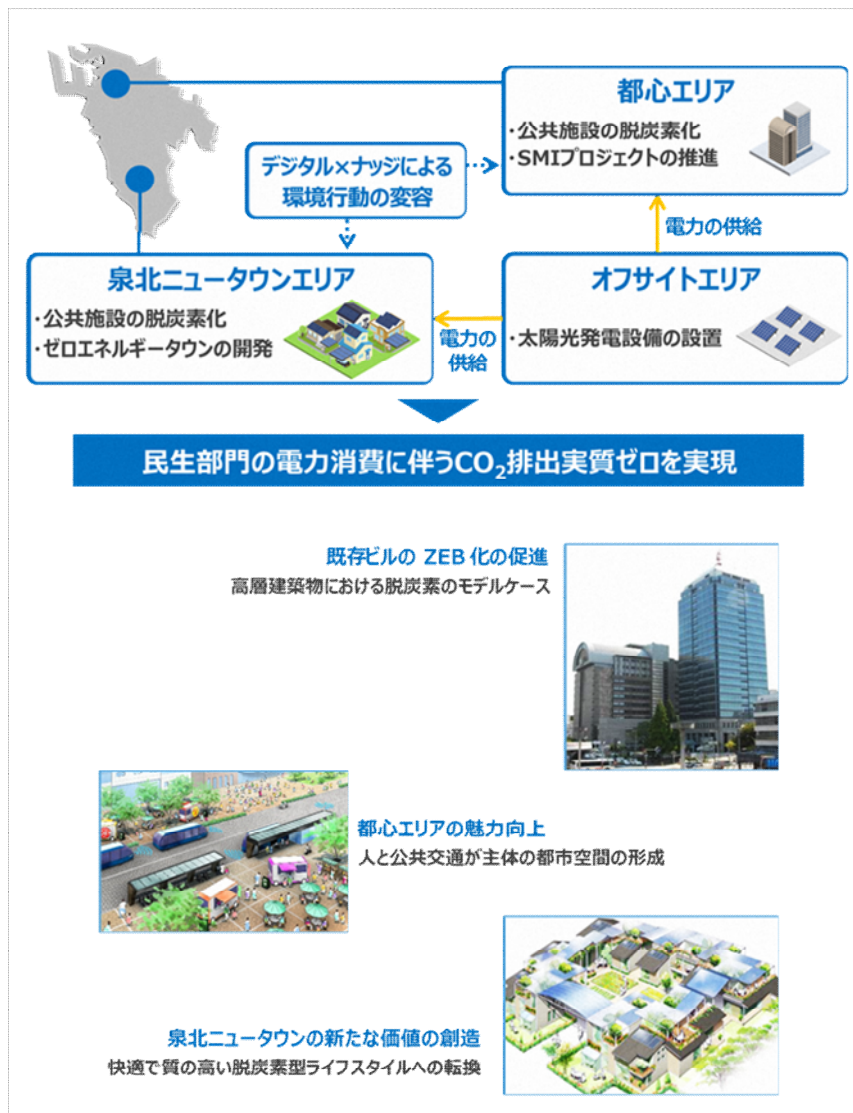 都心エリア
・公共施設の脱炭素化
・SMIプロジェクトの推進
デジタル×ナッジによる
環境行動の変容
電力の供給
泉北ニュータウンエリア
・公共施設の脱炭素化
・ゼロエネルギータウンの開発
電力の
供給
オフサイトエリア
・太陽光発電設備の設置
民生部門の電力消費に伴うCO₂排出実質ゼロを実現
既存ビルの ZEB 化の促進
高層建築物における脱炭素のモデルケース
都心エリアの魅力向上
人と公共交通が主体の都市空間の形成
泉北ニュータウンの新たな価値の創造
快適で質の高い脱炭素型ライフスタイルへの転換